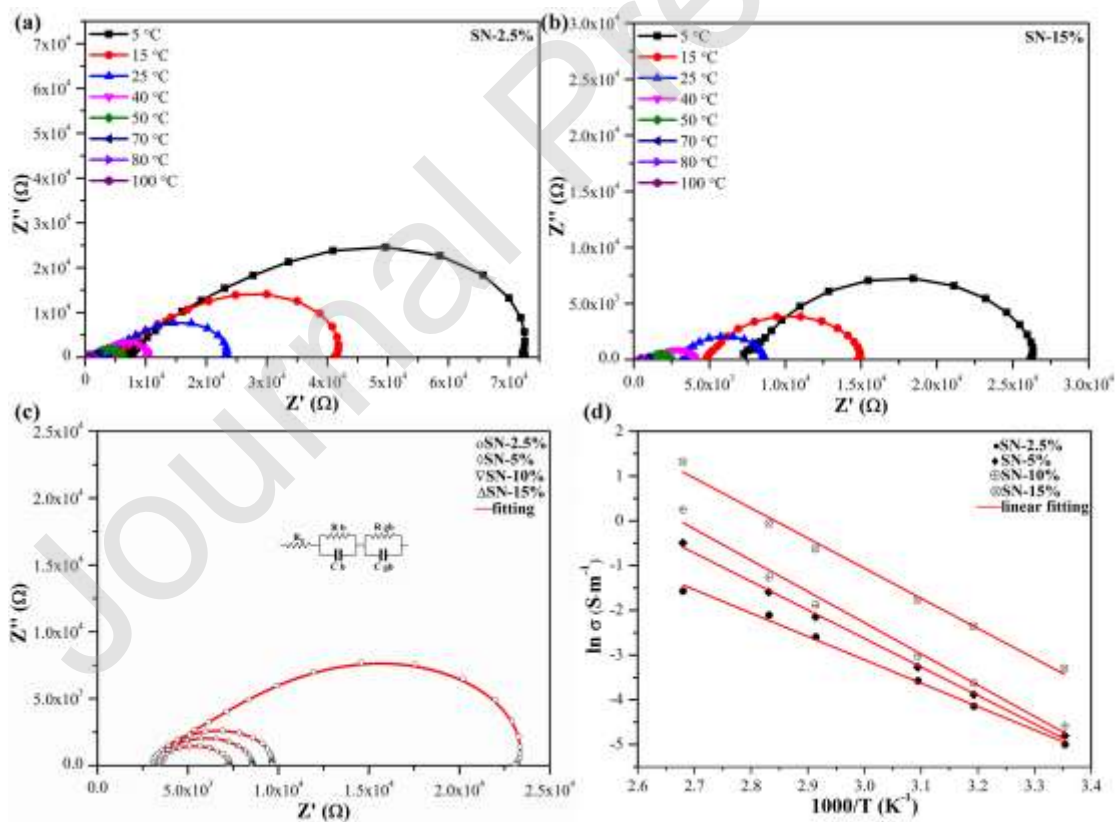 Journal Pre
(a)
SN-2.5%
5 °C
15 °C
25 °C
40 °C
50 °C
70 °C
80 °C
100 °C
7x10⁴
6x10⁴
5x10⁴
4x10⁴
3x10⁴
2x10⁴
1x10⁴
0
Z'' (Ω)
0 1x10⁴ 2x10⁴ 3x10⁴ 4x10⁴ 5x10⁴ 6x10⁴ 7x10⁴
Z' (Ω)
(b)
SN-15%
5 °C
15 °C
25 °C
40 °C
50 °C
70 °C
80 °C
100 °C
3.0x10⁴
2.5x10⁴
2.0x10⁴
1.5x10⁴
1.0x10⁴
5.0x10³
0.0
Z'' (Ω)
0.0 5.0x10³ 1.0x10⁴ 1.5x10⁴ 2.0x10⁴ 2.5x10⁴ 3.0x10⁴
Z' (Ω)
(c)
SN-2.5%
SN-5%
SN-10%
SN-15%
fitting
R b
R gb
C b
C gb
2.5x10⁴
2.0x10⁴
1.5x10⁴
1.0x10⁴
5.0x10³
0.0
Z'' (Ω)
0.0 5.0x10³ 1.0x10⁴ 1.5x10⁴ 2.0x10⁴ 2.5x10⁴
Z' (Ω)
(d)
SN-2.5%
SN-5%
SN-10%
SN-15%
linear fitting
2
1
0
-1
-2
-3
-4
-5
ln σ (S·m⁻¹)
2.6 2.7 2.8 2.9 3.0 3.1 3.2 3.3 3.4
1000/T (K⁻¹)